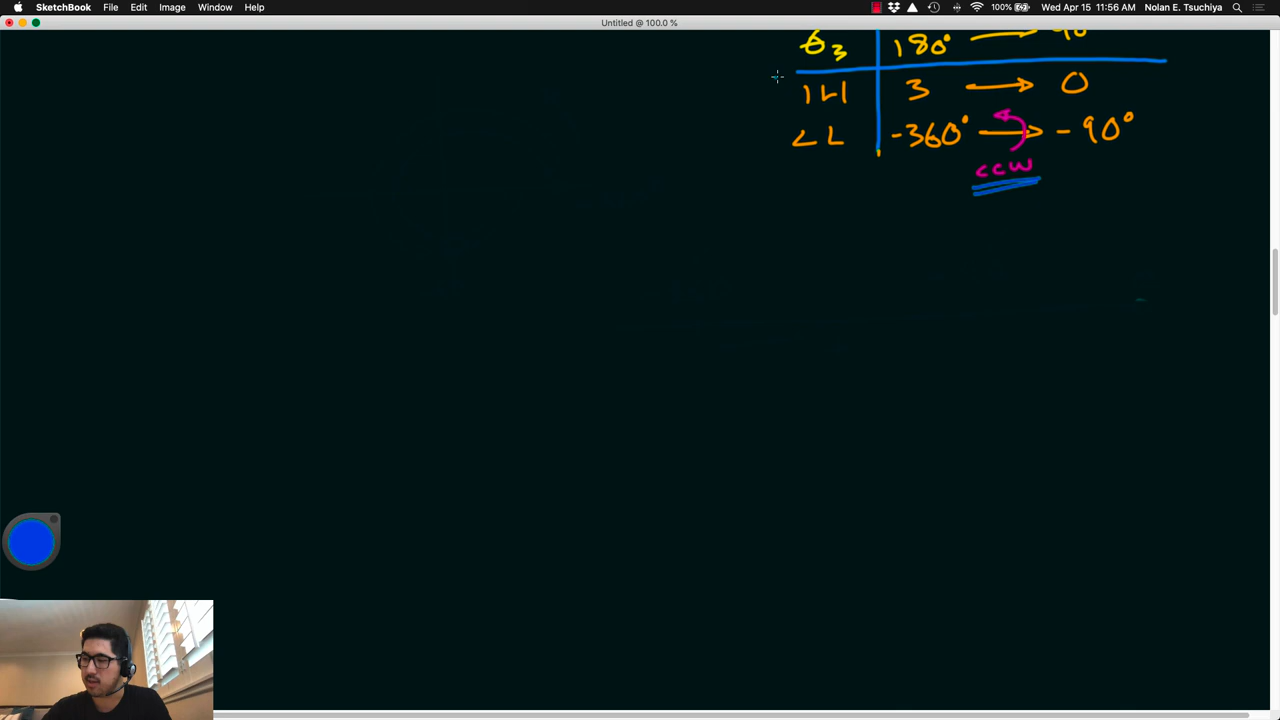 SketchBook File Edit Image Window Help 100% Wed Apr 15 11:56 AM Nolan E. Tsuchiya
Untitled @ 100.0 %
θ₃ 180° → 90°
|L| 3 → 0
∠L -360° → -90°
CCW